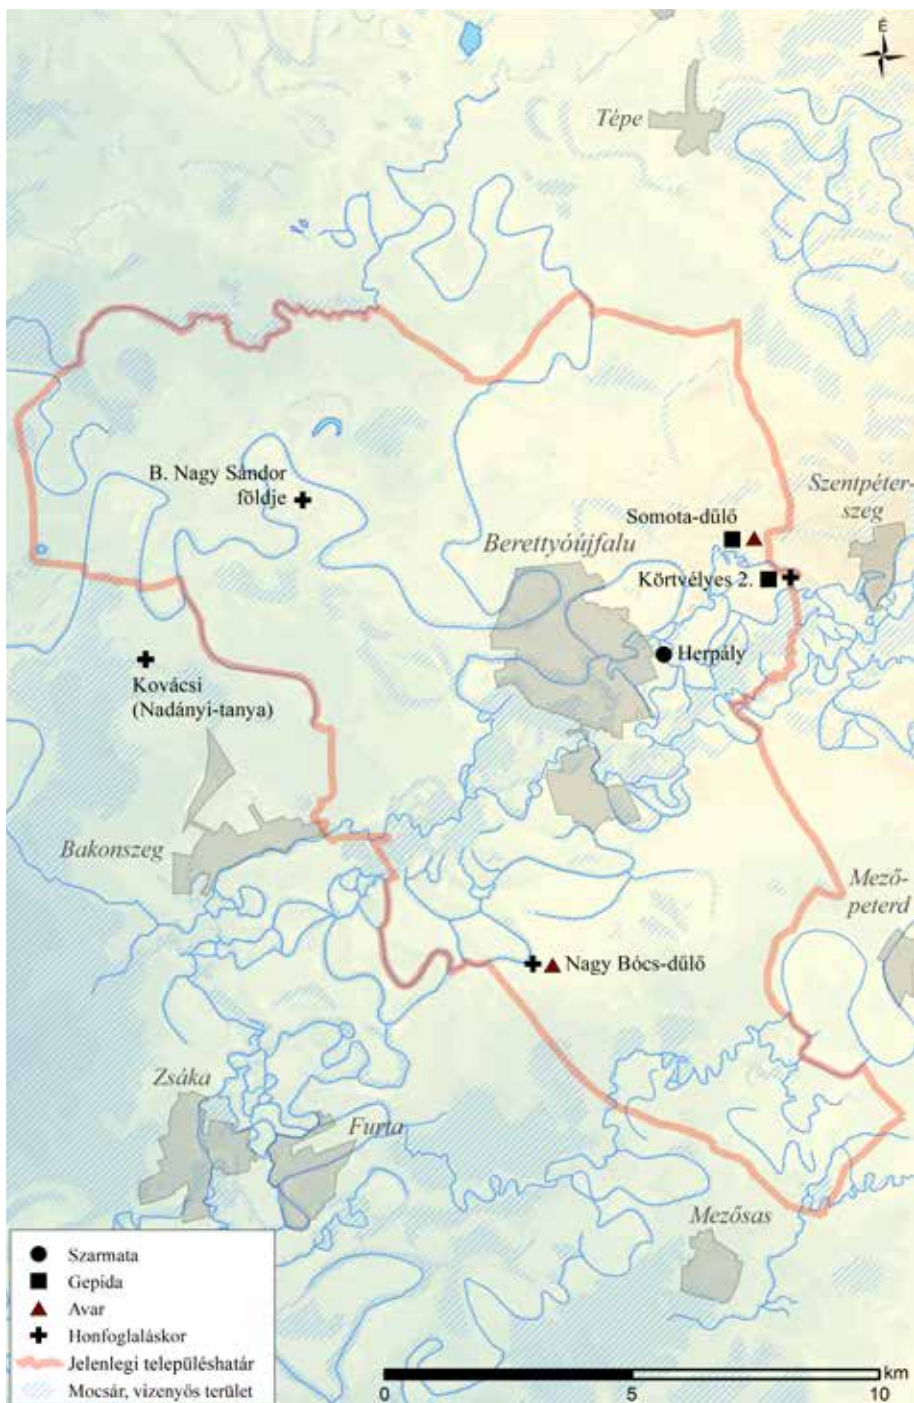 É
Tépe
B. Nagy Sándor
földje
Szentpéter-
szeg
Somota-dűlő
Berettyóújfalu
Körtvélyes 2.
Herpály
Kovácsi
(Nadányi-tanya)
Bakonszeg
Mező-
peterd
Nagy Bócs-dűlő
Zsáka
Furta
Mezősas
Szarmata
Gepida
Avar
Honfoglaláskor
Jelenlegi településhatár
Mocsár, vizenyős terület
km
0 5 10